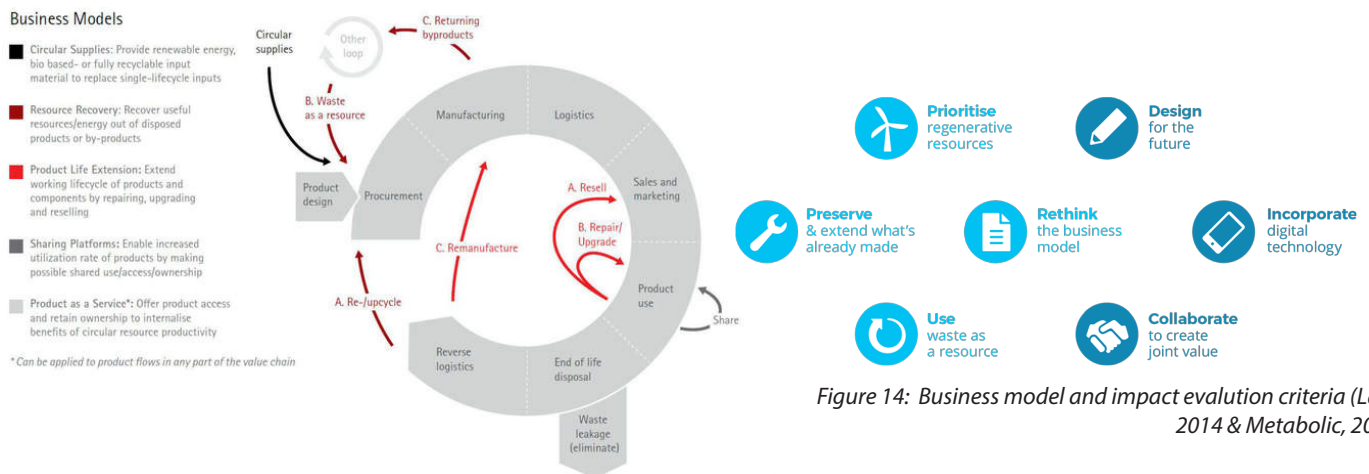 Business Models
Circular Supplies: Provide renewable energy,
bio based- or fully recyclable input
material to replace single-lifecycle inputs
Resource Recovery: Recover useful
resources/energy out of disposed
products or by-products
Product Life Extension: Extend
working lifecycle of products and
components by repairing, upgrading
and reselling
Sharing Platforms: Enable increased
utilization rate of products by making
possible shared use/access/ownership
Product as a Service*: Offer product access
and retain ownership to internalise
benefits of circular resource productivity
* Can be applied to product flows in any part of the value chain
Circular
supplies
Other
loop
C. Returning
byproducts
B. Waste
as a resource
Manufacturing
Logistics
Product
design
Procurement
A. Resell
Sales and
marketing
B. Repair/
Upgrade
C. Remanufacture
Product
use
A. Re-/upcycle
Share
Reverse
logistics
End of life
disposal
Waste
leakage
(eliminate)
Prioritise
regenerative
resources
Design
for the
future
Preserve
& extend what's
already made
Rethink
the business
model
Incorporate
digital
technology
Use
waste as
a resource
Collaborate
to create
joint value
Figure 14: Business model and impact evalution criteria
2014 & Metabolic,